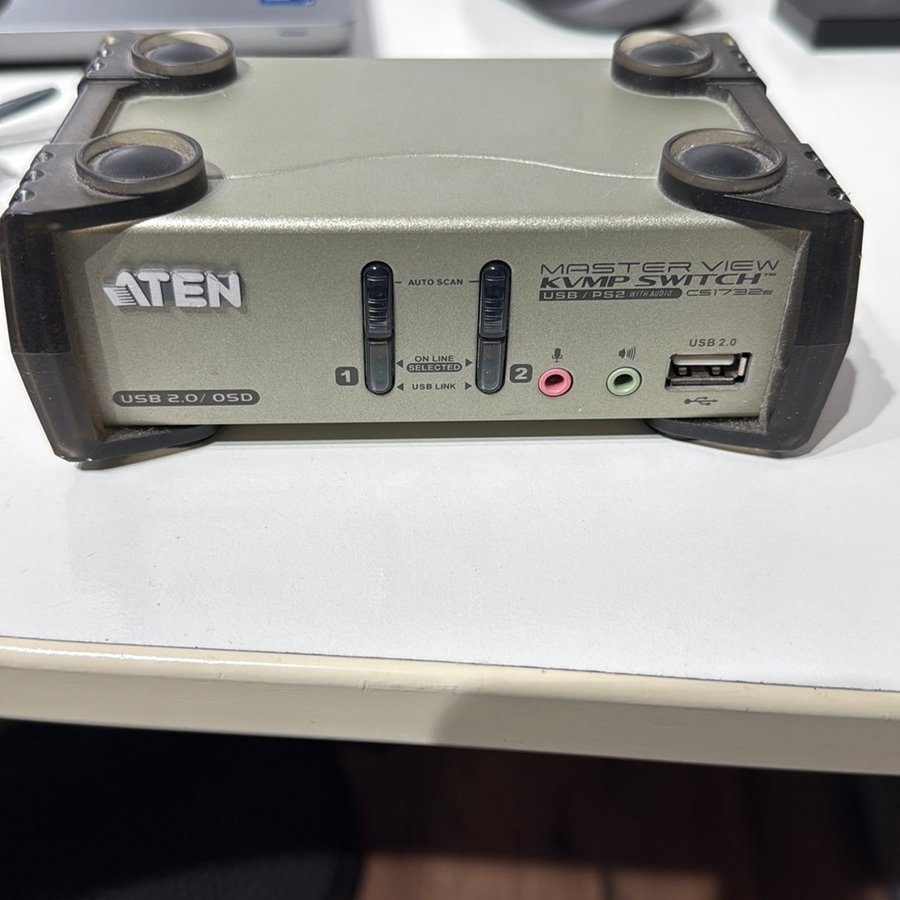 ATEN
AUTO SCAN
MASTER VIEW
KVMP SWITCH™
USB / PS2 WITH AUDIO CS1732B
ON LINE
SELECTED
USB LINK
1
2
USB 2.0
USB 2.0/ OSD